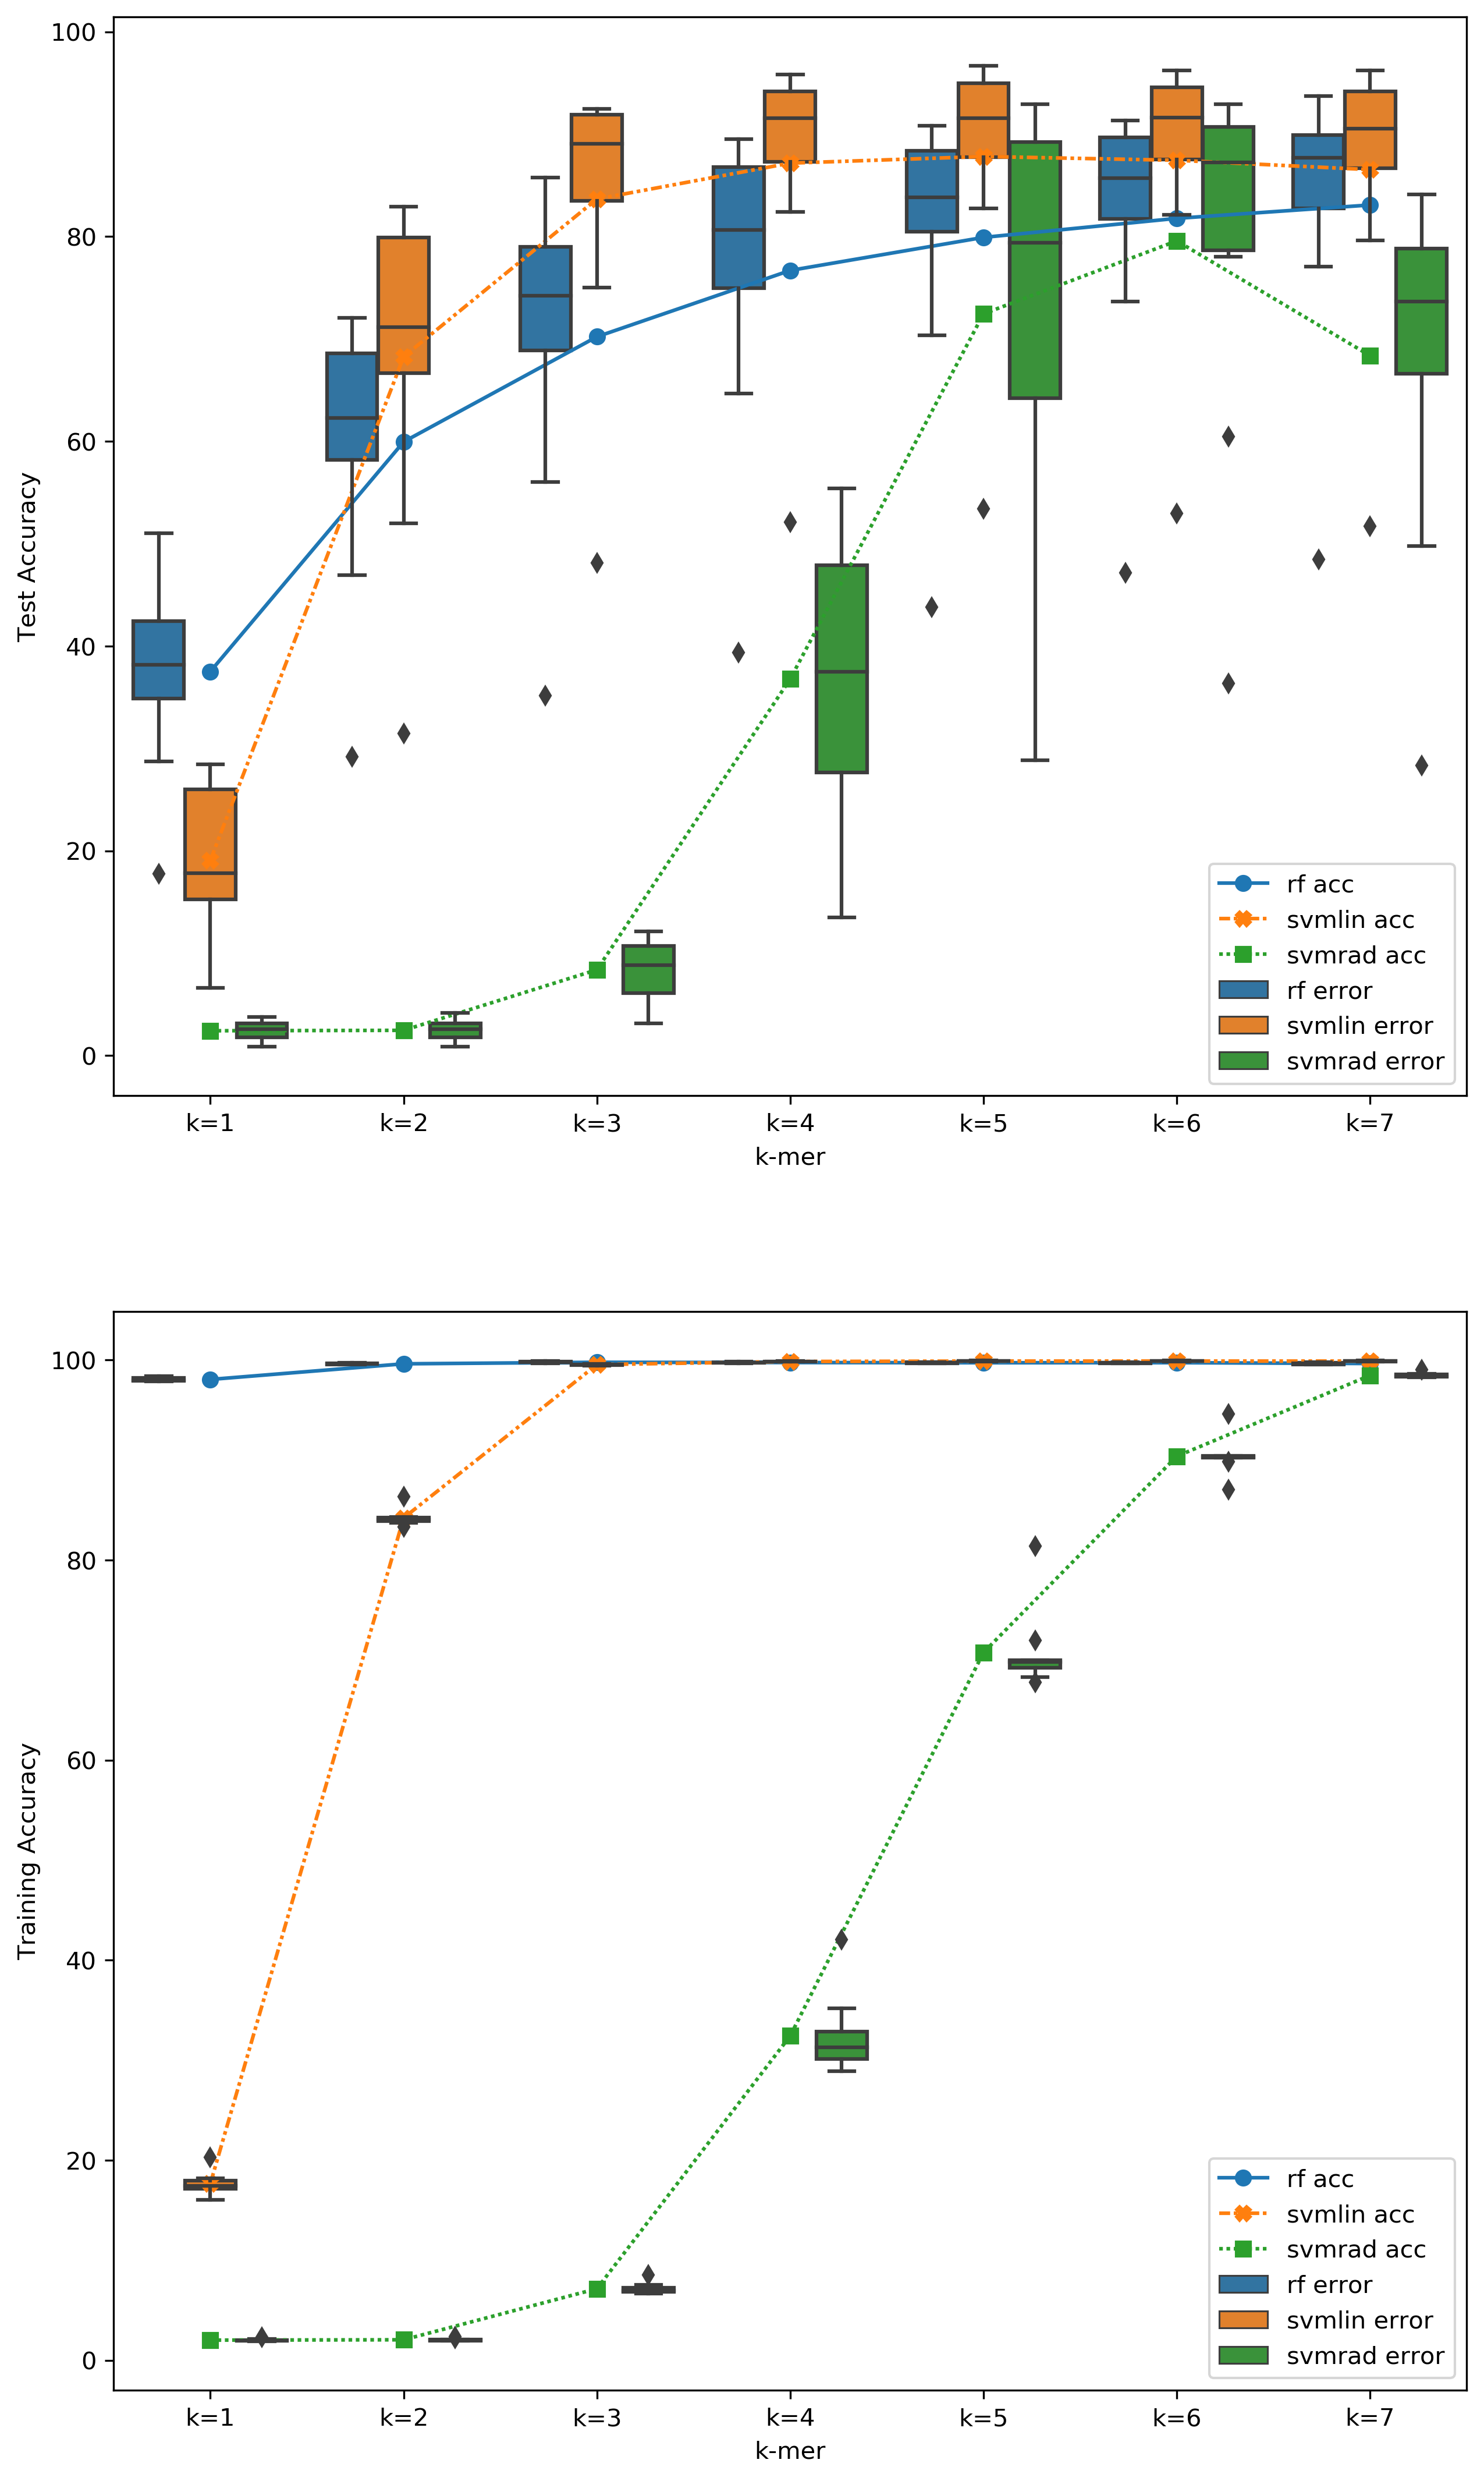 100
80
60
40
20
0
Test Accuracy
k=1 k=2 k=3 k=4 k=5 k=6 k=7
k-mer
rf acc
svmlin acc
svmrad acc
rf error
svmlin error
svmrad error
100
80
60
40
20
0
Training Accuracy
k=1 k=2 k=3 k=4 k=5 k=6 k=7
k-mer
rf acc
svmlin acc
svmrad acc
rf error
svmlin error
svmrad error